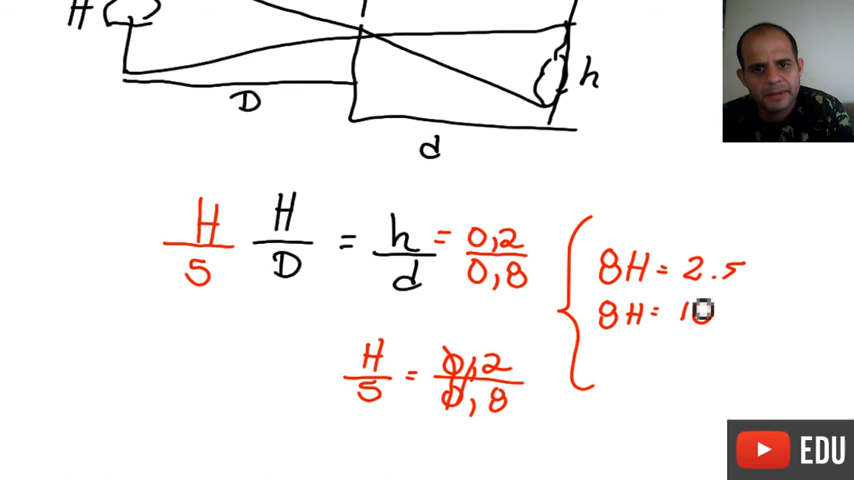 H
h
D
d
H/5 H/D = h/d = 0,2/0,8
8H = 2.5
8H = 10
H/5 = 0,2/0,8
EDU